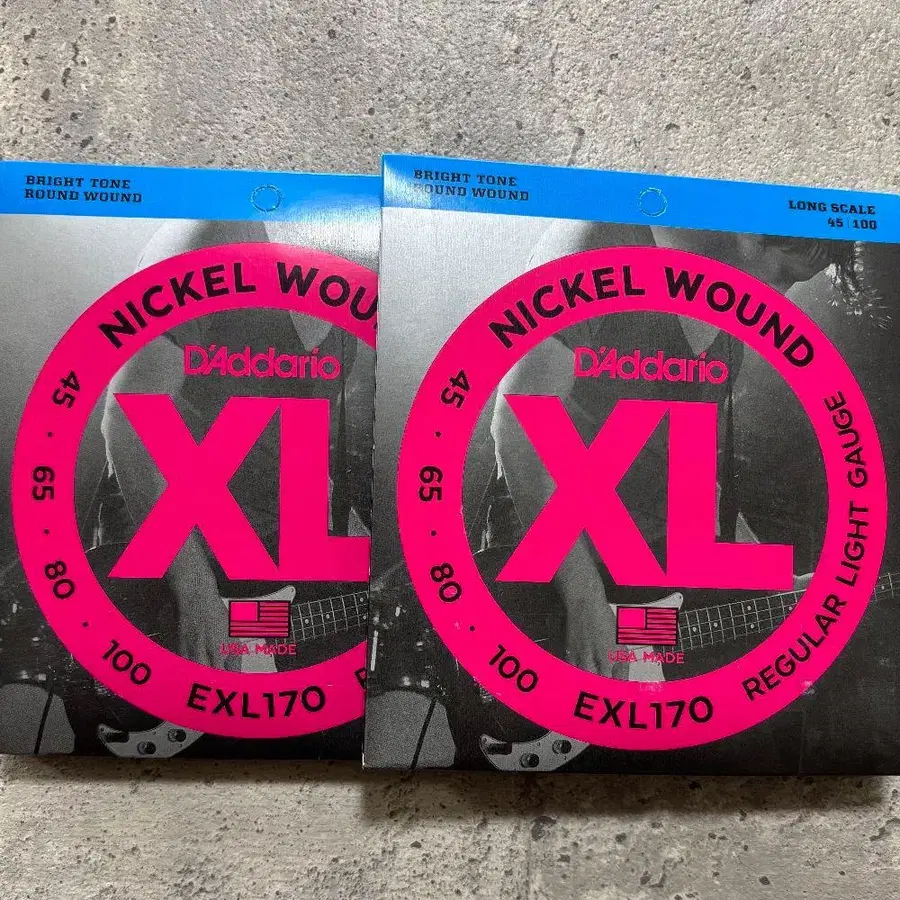 BRIGHT TONE
ROUND WOUND
NICKEL WOU
D'Addario
XL
45 · 65 · 80 · 100
USA MADE
EXL170
BRIGHT TONE
ROUND WOUND
LONG SCALE
45 | 100
NICKEL WOUND
D'Addario
XL
45 · 65 · 80 · 100
USA MADE
EXL170
REGULAR LIGHT GAUGE